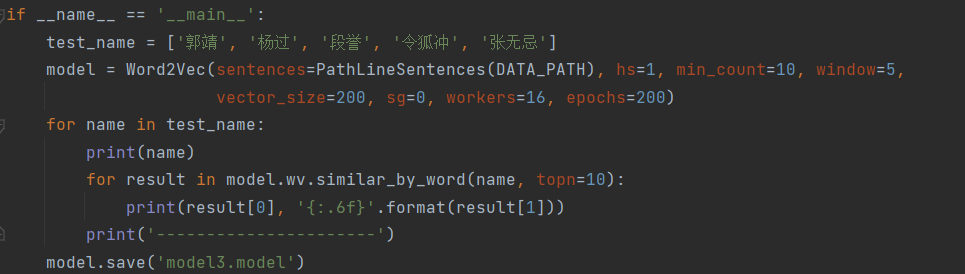 if __name__ == '__main__':
    test_name = ['郭靖', '杨过', '段誉', '令狐冲', '张无忌']
    model = Word2Vec(sentences=PathLineSentences(DATA_PATH), hs=1, min_count=10, window=5,
                     vector_size=200, sg=0, workers=16, epochs=200)
    for name in test_name:
        print(name)
        for result in model.wv.similar_by_word(name, topn=10):
            print(result[0], '{:.6f}'.format(result[1]))
        print('----------------------')
    model.save('model3.model')